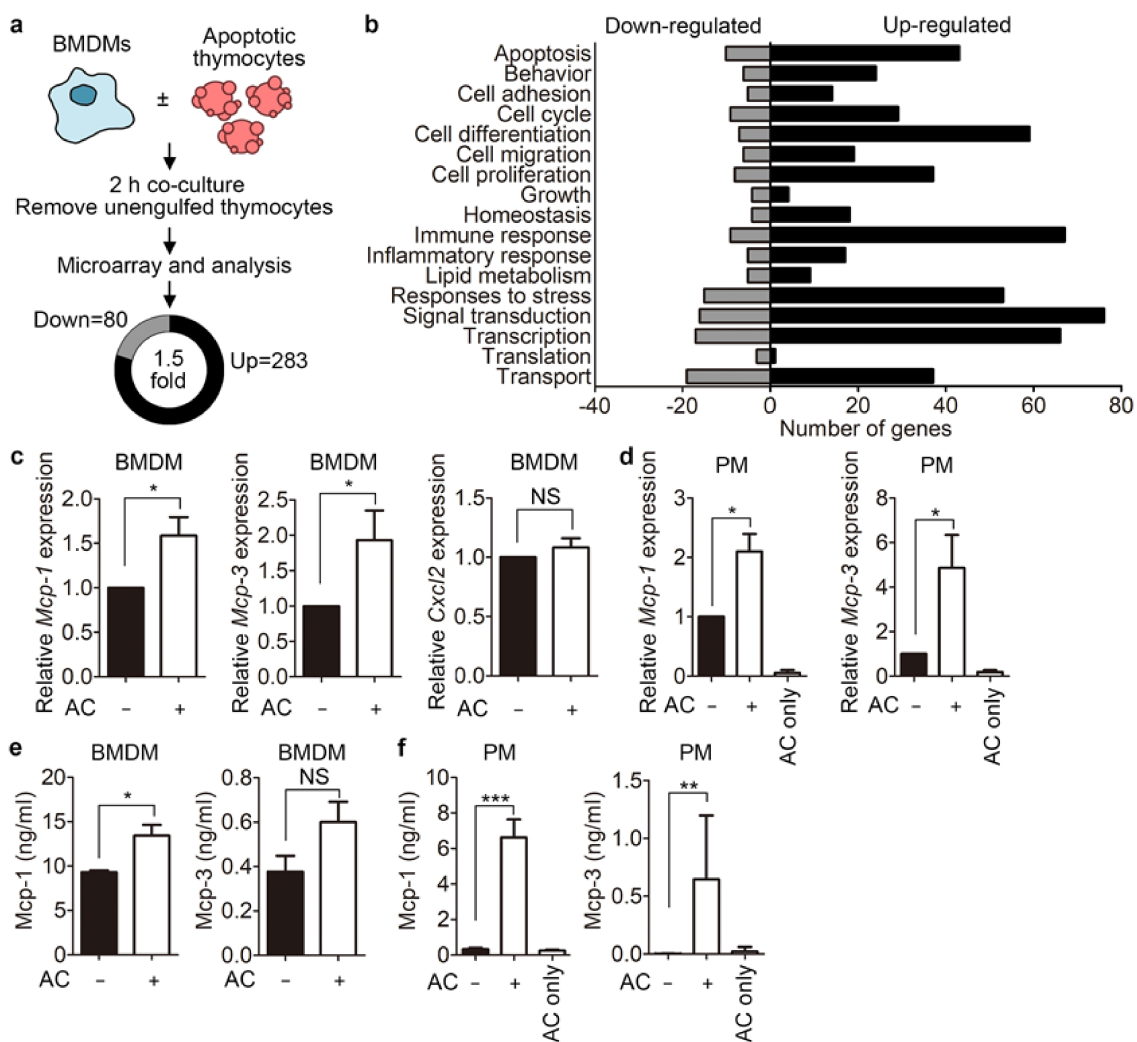 a
BMDMs
Apoptotic
thymocytes
±
2 h co-culture
Remove unengulfed thymocytes
Microarray and analysis
Down=80
1.5
fold
Up=283
b
Down-regulated
Up-regulated
Apoptosis
Behavior
Cell adhesion
Cell cycle
Cell differentiation
Cell migration
Cell proliferation
Growth
Homeostasis
Immune response
Inflammatory response
Lipid metabolism
Responses to stress
Signal transduction
Transcription
Translation
Transport
-40 -20 0 20 40 60 80
Number of genes
c
BMDM
Relative Mcp-1 expression
2.0
1.5
1.0
0.5
0.0
*
AC − +
BMDM
Relative Mcp-3 expression
2.5
2.0
1.5
1.0
0.5
0.0
*
− +
BMDM
Relative Cxcl2 expression
1.5
1.0
0.5
0.0
NS
AC − +
d
PM
Relative Mcp-1 expression
3
2
1
0
*
AC − + AC only
PM
Relative Mcp-3 expression
8
6
4
2
0
*
AC − + AC only
e
BMDM
Mcp-1 (ng/ml)
20
15
10
5
0
*
AC − +
BMDM
Mcp-3 (ng/ml)
0.8
0.6
0.4
0.2
0.0
NS
− +
f
PM
Mcp-1 (ng/ml)
10
8
6
4
2
0
***
AC − + AC only
PM
Mcp-3 (ng/ml)
1.5
1.0
0.5
0.0
**
AC − + AC only